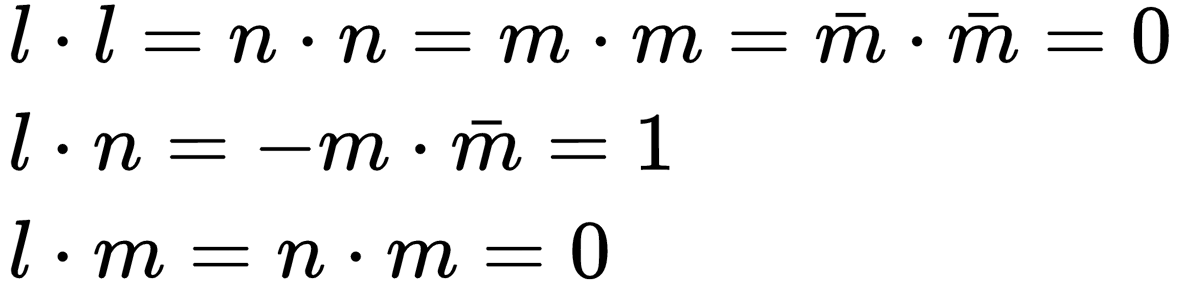 l · l = n · n = m · m = m̄ · m̄ = 0
l · n = −m · m̄ = 1
l · m = n · m = 0